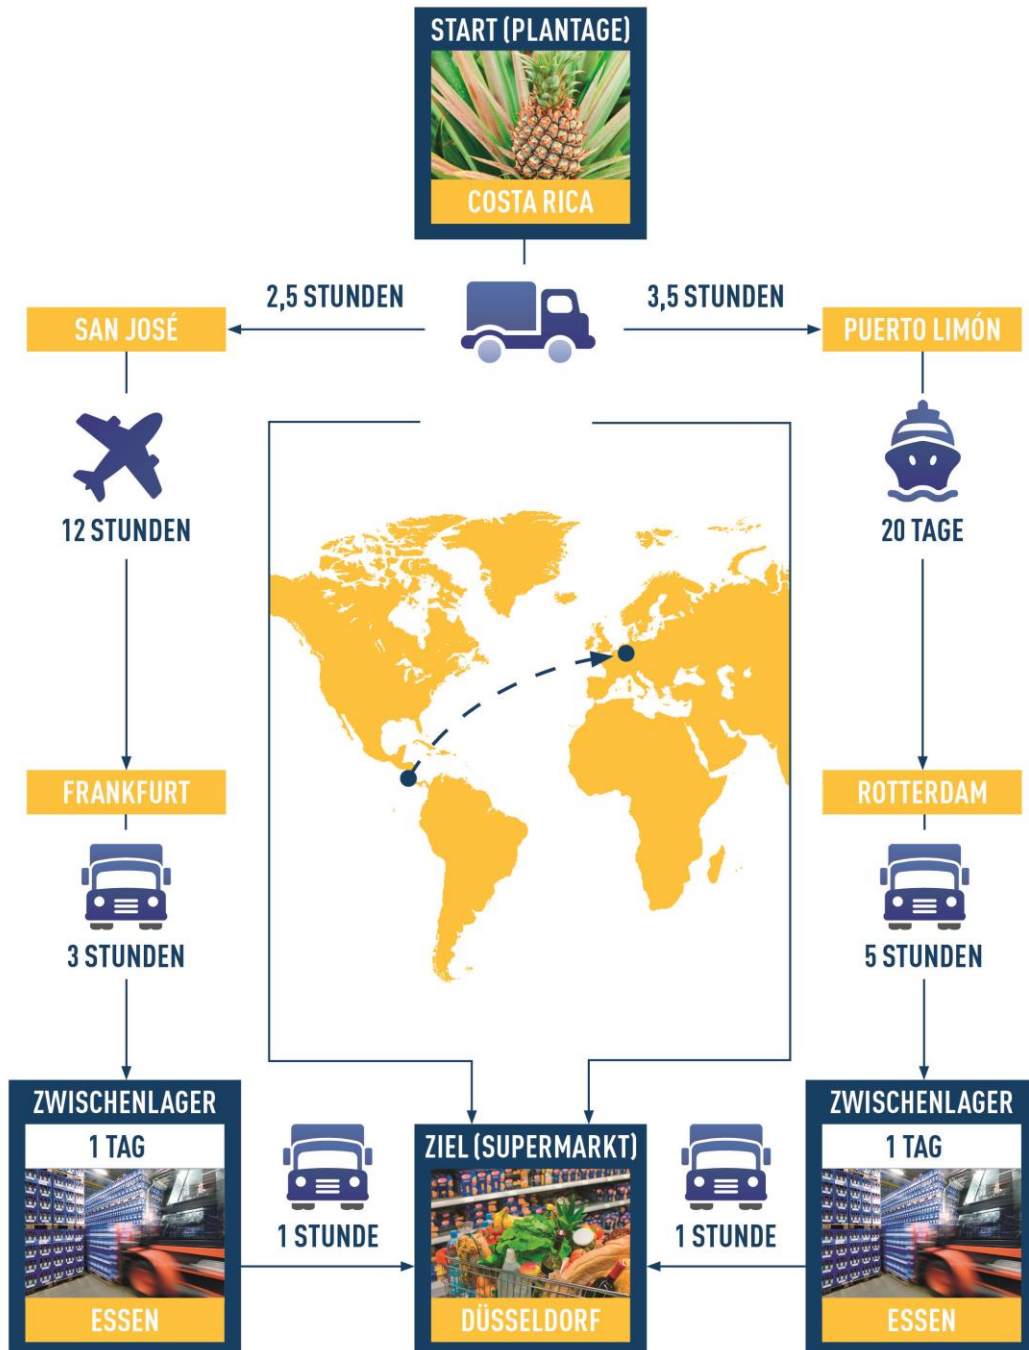 START (PLANTAGE)
COSTA RICA
2,5 STUNDEN
3,5 STUNDEN
SAN JOSÉ
PUERTO LIMÓN
12 STUNDEN
20 TAGE
FRANKFURT
ROTTERDAM
3 STUNDEN
5 STUNDEN
ZWISCHENLAGER
1 TAG
ESSEN
1 STUNDE
ZIEL (SUPERMARKT)
DÜSSELDORF
1 STUNDE
ZWISCHENLAGER
1 TAG
ESSEN